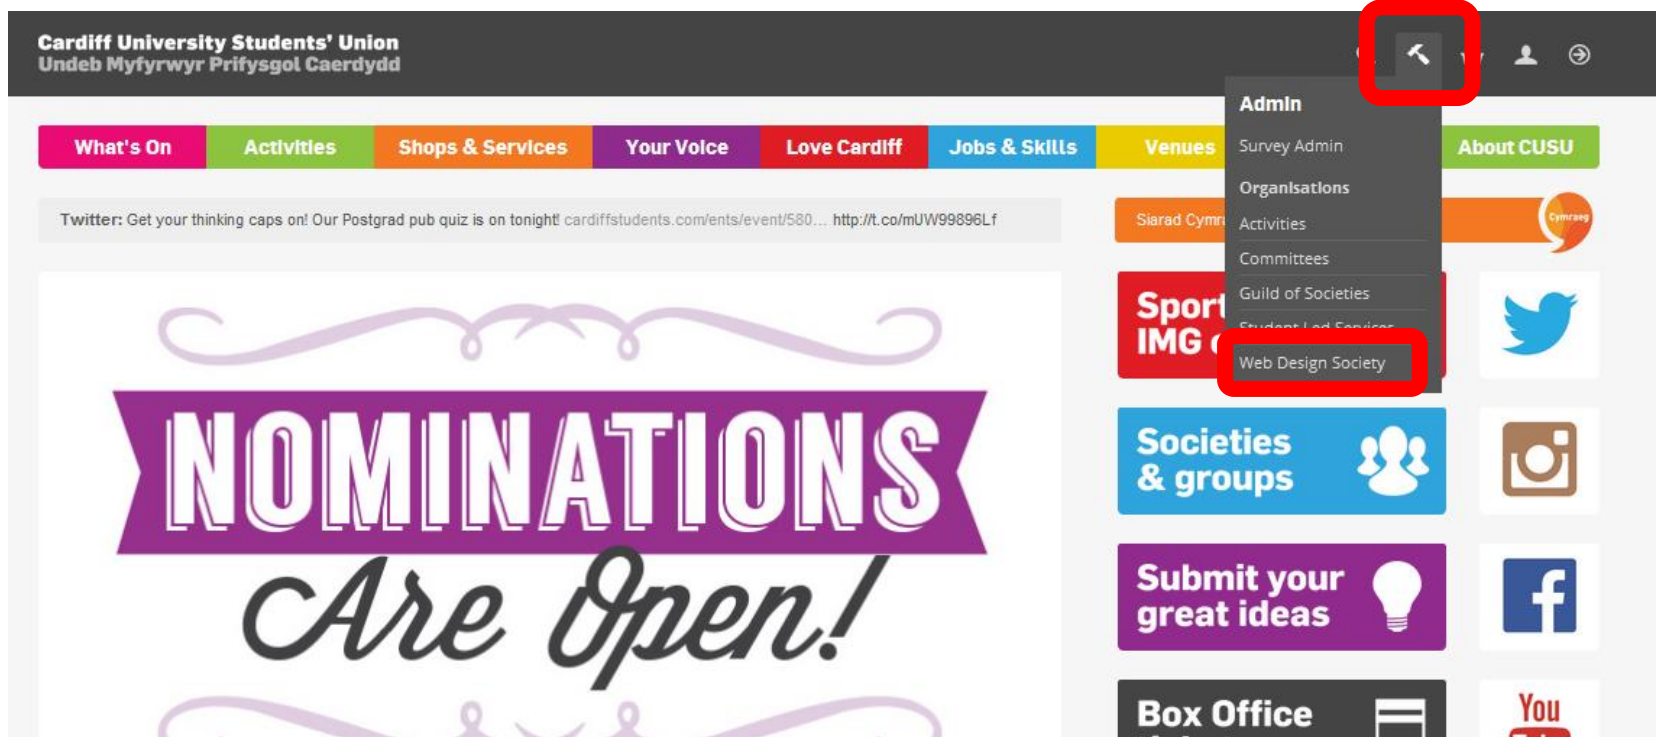 Cardiff University Students' Union
Undeb Myfyrwyr Prifysgol Caerdydd
What's On
Activities
Shops & Services
Your Voice
Love Cardiff
Jobs & Skills
Venues
About CUSU
Admin
Survey Admin
Organisations
Activities
Committees
Guild of Societies
Student Led Services
Web Design Society
Twitter: Get your thinking caps on! Our Postgrad pub quiz is on tonight! cardiffstudents.com/ents/event/580... http://t.co/mUW99896Lf
Siarad
Cymraeg
NOMINATIONS
Are Open!
IMG
Societies
& groups
Submit your
great ideas
Box Office
You